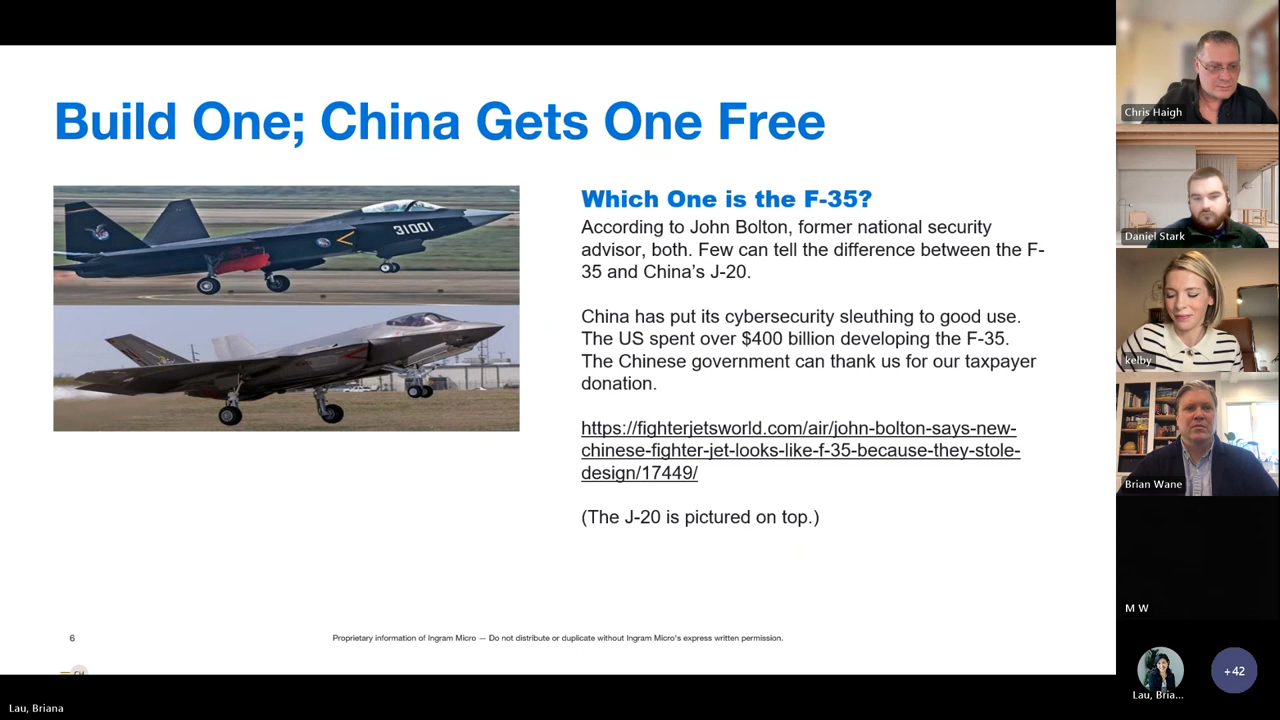 Build One; China Gets One Free
31001
Which One is the F-35?
According to John Bolton, former national security
advisor, both. Few can tell the difference between the F-
35 and China's J-20.
China has put its cybersecurity sleuthing to good use.
The US spent over $400 billion developing the F-35.
The Chinese government can thank us for our taxpayer
donation.
https://fighterjetsworld.com/air/john-bolton-says-new-
chinese-fighter-jet-looks-like-f-35-because-they-stole-
design/17449/
(The J-20 is pictured on top.)
6
Proprietary information of Ingram Micro — Do not distribute or duplicate without Ingram Micro's express written permission.
Lau, Briana
Chris Haigh
Daniel Stark
kelby
Brian Wane
M W
Lau, Bria...
+42